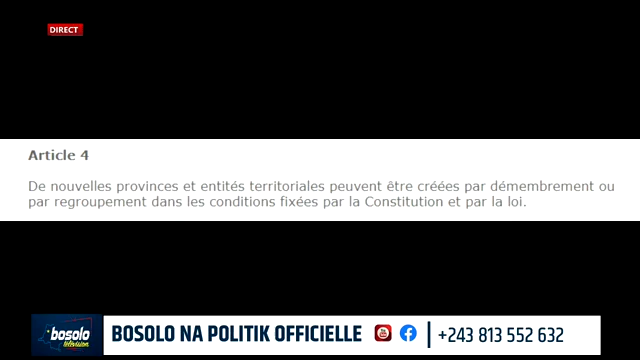 DIRECT
Article 4
De nouvelles provinces et entités territoriales peuvent être créées par démembrement ou
par regroupement dans les conditions fixées par la Constitution et par la loi.
bosolo
télévision
BOSOLO NA POLITIK OFFICIELLE
+243 813 552 632